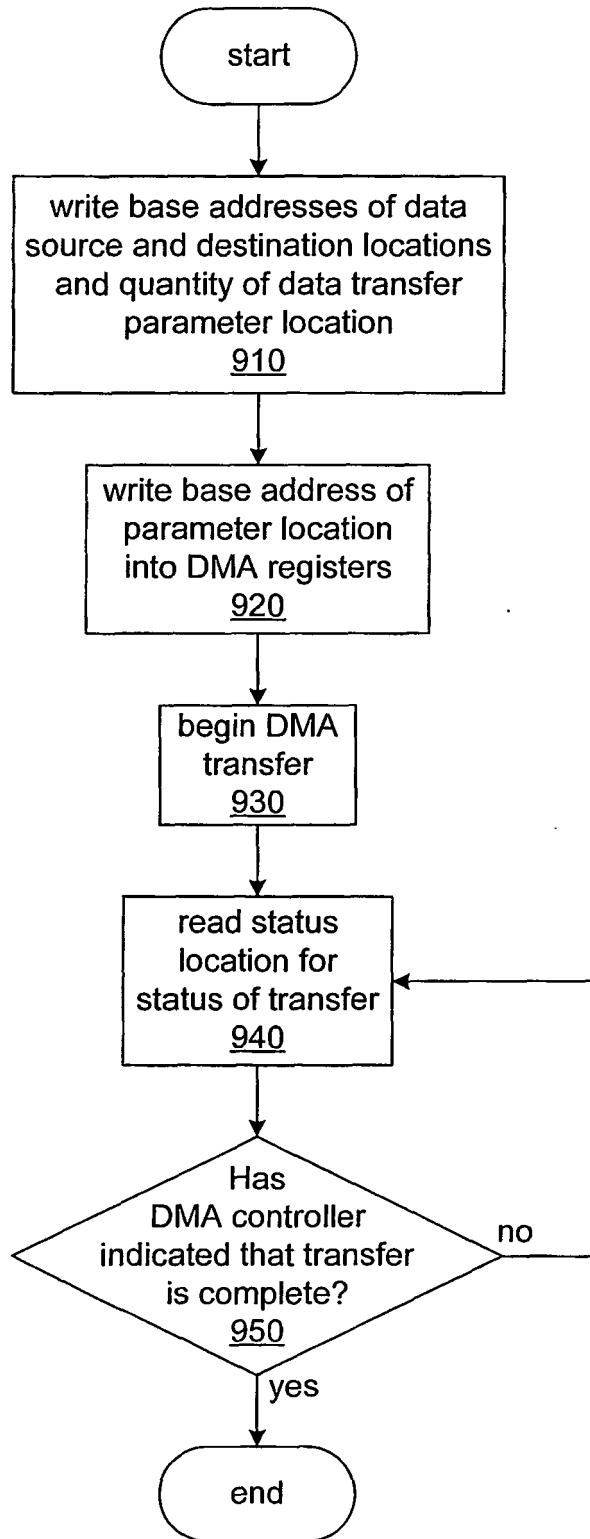 start
write base addresses of data
source and destination locations
and quantity of data transfer
parameter location
910
write base address of
parameter location
into DMA registers
920
begin DMA
transfer
930
read status
location for
status of transfer
940
Has
DMA controller
indicated that transfer
is complete?
950
no
yes
end